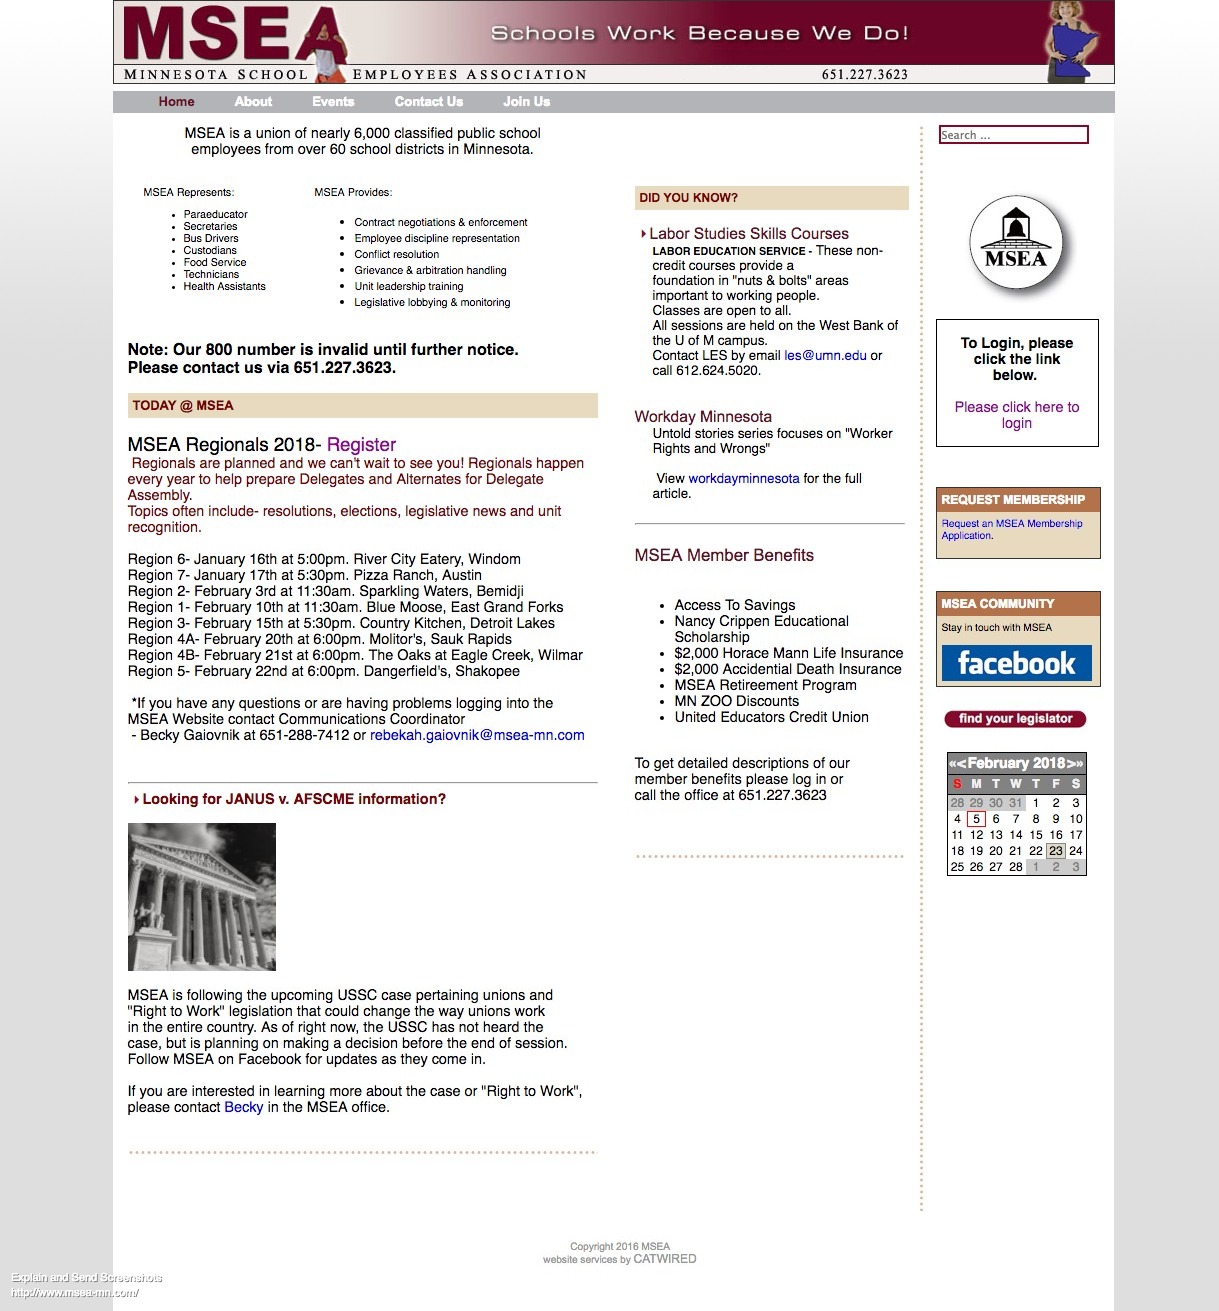 MSEA
Schools Work Because We Do!
MINNESOTA SCHOOL EMPLOYEES ASSOCIATION
651.227.3623
Home About Events Contact Us Join Us
MSEA is a union of nearly 6,000 classified public school
employees from over 60 school districts in Minnesota.
MSEA Represents:
Paraeducator
Secretaries
Bus Drivers
Custodians
Food Service
Technicians
Health Assistants
MSEA Provides:
Contract negotiations & enforcement
Employee discipline representation
Conflict resolution
Grievance & arbitration handling
Unit leadership training
Legislative lobbying & monitoring
Note: Our 800 number is invalid until further notice.
Please contact us via 651.227.3623.
TODAY @ MSEA
MSEA Regionals 2018- Register
Regionals are planned and we can't wait to see you! Regionals happen
every year to help prepare Delegates and Alternates for Delegate
Assembly.
Topics often include- resolutions, elections, legislative news and unit
recognition.
Region 6- January 16th at 5:00pm. River City Eatery, Windom
Region 7- January 17th at 5:30pm. Pizza Ranch, Austin
Region 2- February 3rd at 11:30am. Sparkling Waters, Bemidji
Region 1- February 10th at 11:30am. Blue Moose, East Grand Forks
Region 3- February 15th at 5:30pm. Country Kitchen, Detroit Lakes
Region 4A- February 20th at 6:00pm. Molitor's, Sauk Rapids
Region 4B- February 21st at 6:00pm. The Oaks at Eagle Creek, Wilmar
Region 5- February 22nd at 6:00pm. Dangerfield's, Shakopee
*If you have any questions or are having problems logging into the
MSEA Website contact Communications Coordinator
- Becky Gaiovnik at 651-288-7412 or rebekah.gaiovnik@msea-mn.com
Looking for JANUS v. AFSCME information?
MSEA is following the upcoming USSC case pertaining unions and
"Right to Work" legislation that could change the way unions work
in the entire country. As of right now, the USSC has not heard the
case, but is planning on making a decision before the end of session.
Follow MSEA on Facebook for updates as they come in.
If you are interested in learning more about the case or "Right to Work",
please contact Becky in the MSEA office.
DID YOU KNOW?
Labor Studies Skills Courses
LABOR EDUCATION SERVICE - These non-
credit courses provide a
foundation in "nuts & bolts" areas
important to working people.
Classes are open to all.
All sessions are held on the West Bank of
the U of M campus.
Contact LES by email les@umn.edu or
call 612.624.5020.
Workday Minnesota
Untold stories series focuses on "Worker
Rights and Wrongs"
View workdayminnesota for the full
article.
MSEA Member Benefits
Access To Savings
Nancy Crippen Educational
Scholarship
$2,000 Horace Mann Life Insurance
$2,000 Accidential Death Insurance
MSEA Retireement Program
MN ZOO Discounts
United Educators Credit Union
To get detailed descriptions of our
member benefits please log in or
call the office at 651.227.3623
Search ...
MSEA
To Login, please
click the link
below.
Please click here to
login
REQUEST MEMBERSHIP
Request an MSEA Membership
Application.
MSEA COMMUNITY
Stay in touch with MSEA
facebook
find your legislator
«<February 2018>»
S M T W T F S
28 29 30 31 1 2 3
4 5 6 7 8 9 10
11 12 13 14 15 16 17
18 19 20 21 22 23 24
25 26 27 28 1 2 3
Copyright 2016 MSEA
website services by CATWIRED
Explain and Send Screenshots
http://www.msea-mn.com/